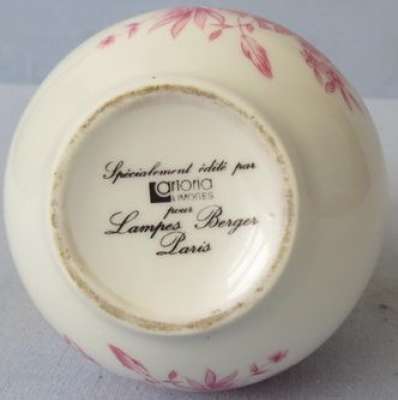 Spécialement édité par
artoria
LIMOGES
pour
Lampes Berger
Paris